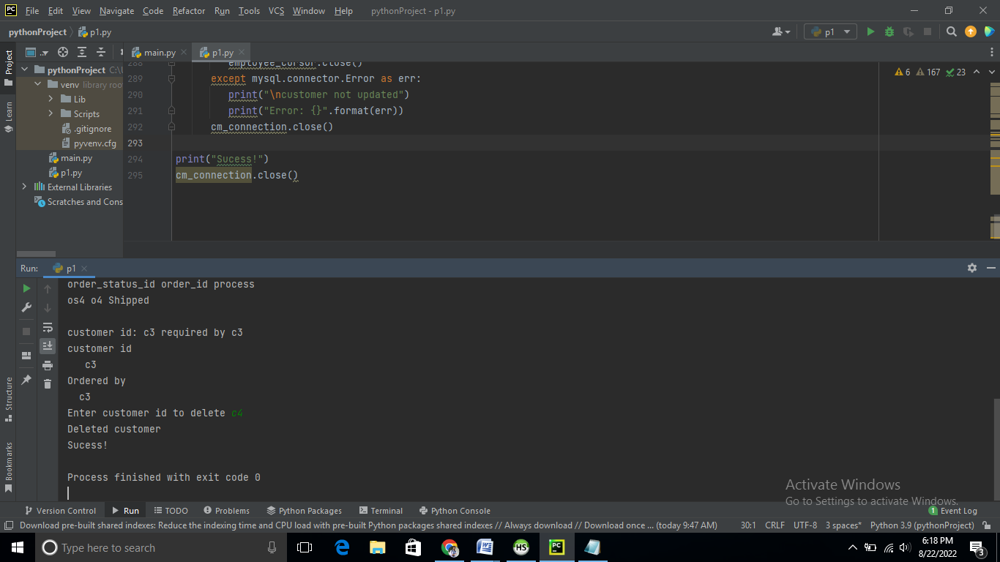 PC File Edit View Navigate Code Refactor Run Tools VCS Window Help pythonProject - p1.py
pythonProject p1.py p1
Project main.py p1.py
pythonProject C:\
venv library roo
Lib
Scripts
.gitignore
pyvenv.cfg
main.py
p1.py
External Libraries
Scratches and Cons
Learn
6 167 23
288 employee_cursor.close()
289 except mysql.connector.Error as err:
290 print("\ncustomer not updated")
291 print("Error: {}".format(err))
292 cm_connection.close()
293
294 print("Sucess!")
295 cm_connection.close()
Run: p1
order_status_id order_id process
os4 o4 Shipped
customer id: c3 required by c3
customer id
c3
Ordered by
c3
Enter customer id to delete c4
Deleted customer
Sucess!
Process finished with exit code 0
Structure
Bookmarks
Activate Windows
Go to Settings to activate Windows.
Version Control Run TODO Problems Python Packages Terminal Python Console 1 Event Log
Download pre-built shared indexes: Reduce the indexing time and CPU load with pre-built Python packages shared indexes // Always download // Download once ... (today 9:47 AM) 30:1 CRLF UTF-8 3 spaces* Python 3.9 (pythonProject)
Type here to search W HS PC 6:18 PM
8/22/2022 3